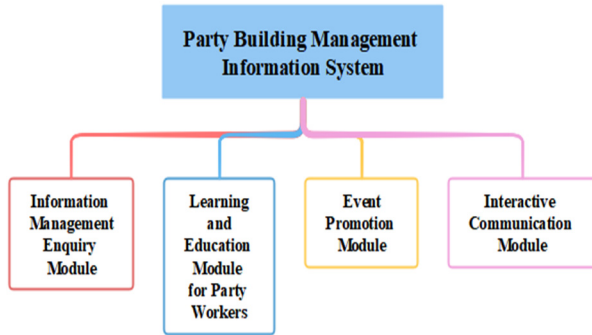 Party Building Management
Information System
Information
Management
Enquiry
Module
Learning
and
Education
Module
for Party
Workers
Event
Promotion
Module
Interactive
Communication
Module